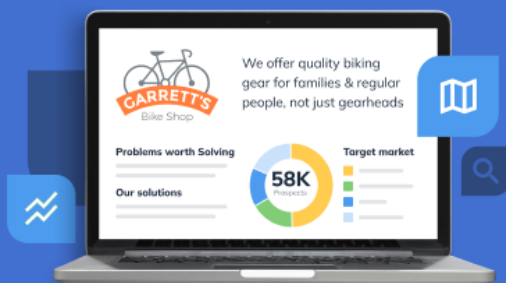 GARRETT'S
Bike Shop
We offer quality biking
gear for families & regular
people, not just gearheads
Problems worth Solving
Our solutions
58K
Prospects
Target market